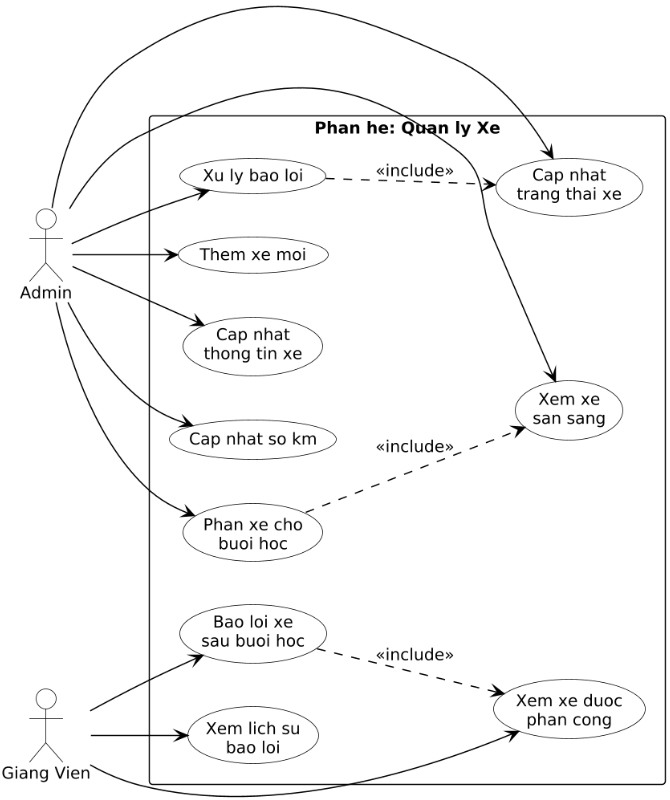 Phan he: Quan ly Xe
Xu ly bao loi
«include»
Cap nhat
trang thai xe
Them xe moi
Admin
Cap nhat
thong tin xe
Xem xe
san sang
Cap nhat so km
«include»
Phan xe cho
buoi hoc
Bao loi xe
sau buoi hoc
«include»
Xem xe duoc
phan cong
Xem lich su
bao loi
Giang Vien